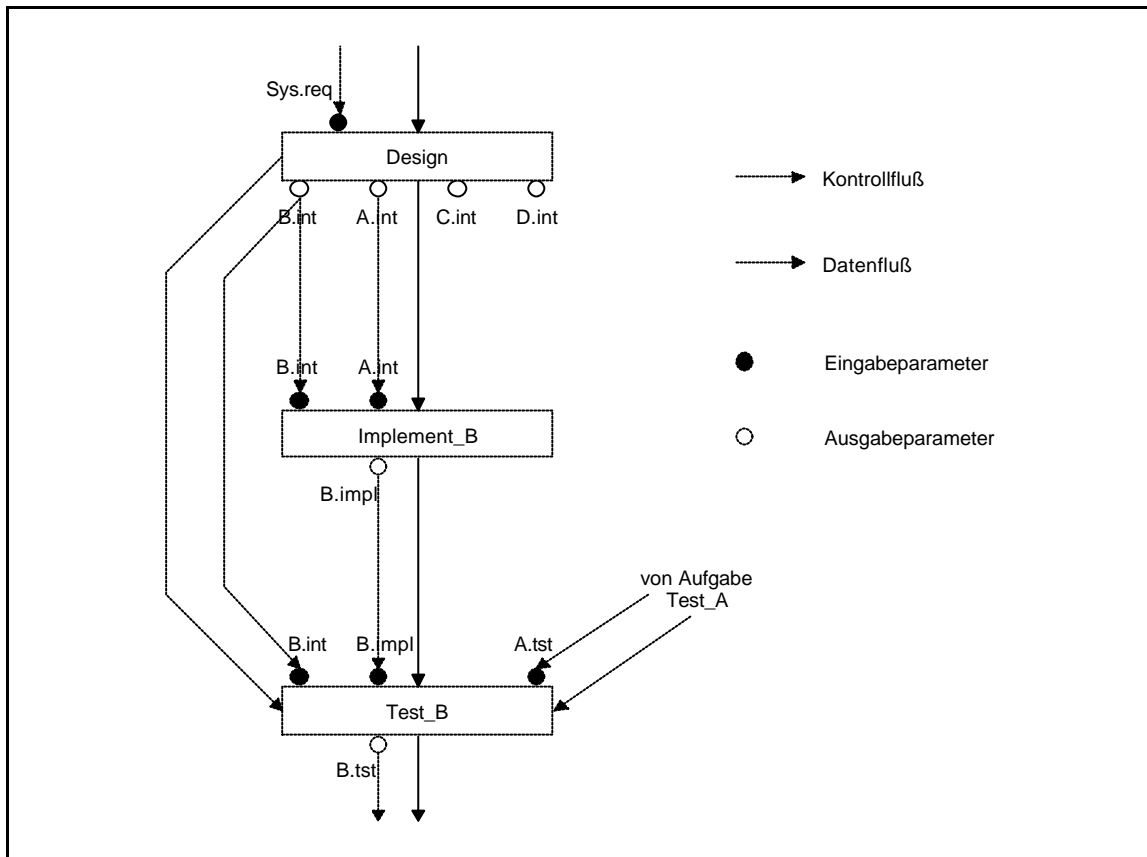 Sys.req
Design
B.int A.int C.int D.int
Kontrollfluß
Datenfluß
B.int A.int
Eingabeparameter
Implement_B
Ausgabeparameter
B.impl
von Aufgabe
Test_A
B.int B.impl A.tst
Test_B
B.tst